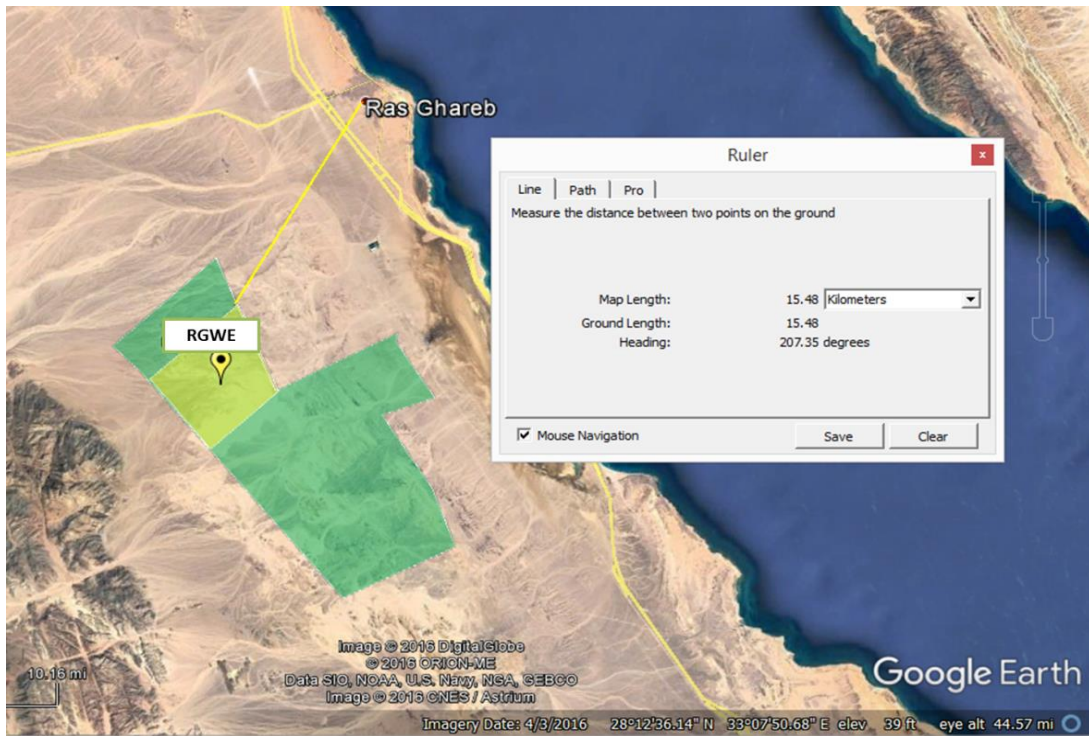 Ras Ghareb
Ruler
x
Line Path Pro
Measure the distance between two points on the ground
Map Length: 15.48 Kilometers
Ground Length: 15.48
Heading: 207.35 degrees
Mouse Navigation Save Clear
RGWE
Image © 2016 DigitalGlobe
© 2016 ORION-ME
Data SIO, NOAA, U.S. Navy, NGA, GEBCO
Image © 2016 CNES / Astrium
10.16 mi
Google Earth
Imagery Date: 4/3/2016 28°12'36.14" N 33°07'50.68" E elev 39 ft eye alt 44.57 mi